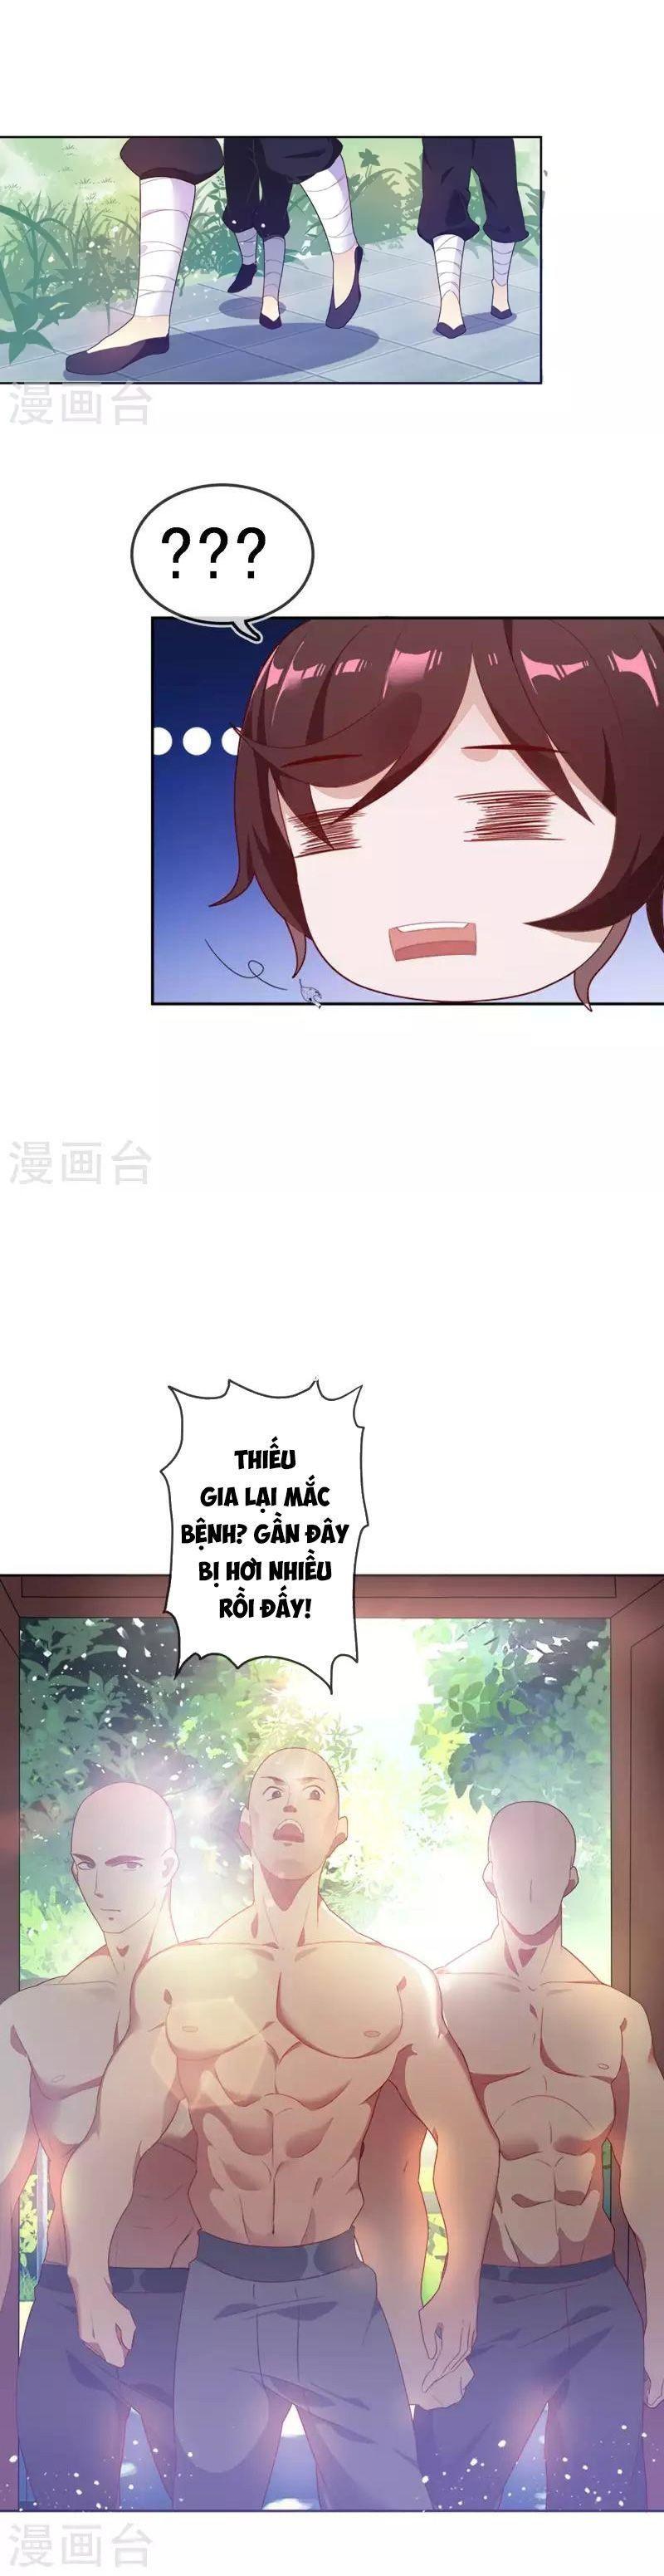 漫画台
???
漫画台
THIẾU
GIA LẠI MẮC
BỆNH? GẦN ĐÂY
BỊ HƠI NHIỀU
RỒI ĐẤY!
漫画台